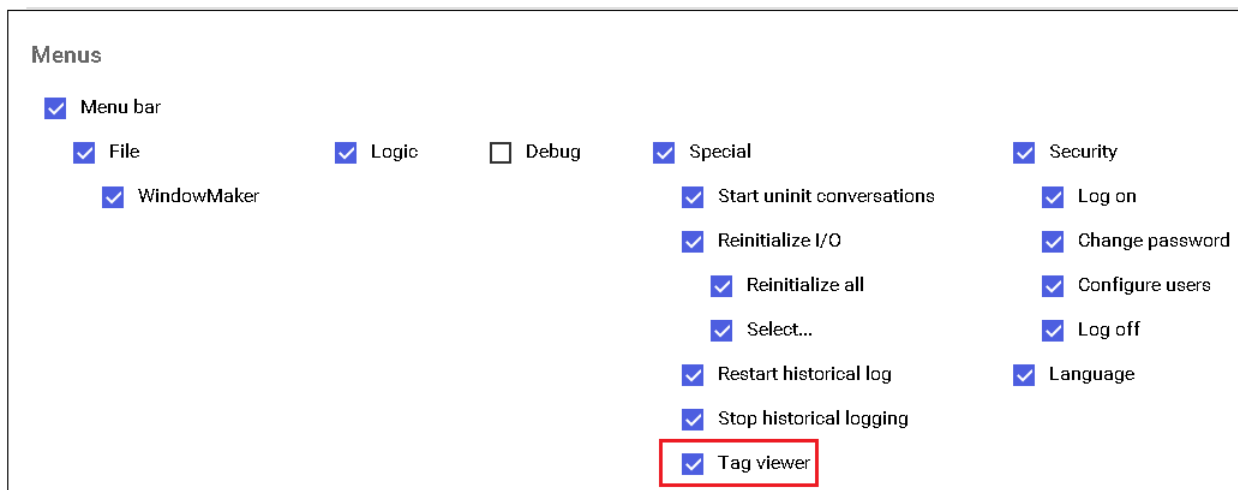 Menus
Menu bar
File Logic Debug Special Security
WindowMaker Start uninit conversations Log on
Reinitialize I/O Change password
Reinitialize all Configure users
Select... Log off
Restart historical log Language
Stop historical logging
Tag viewer